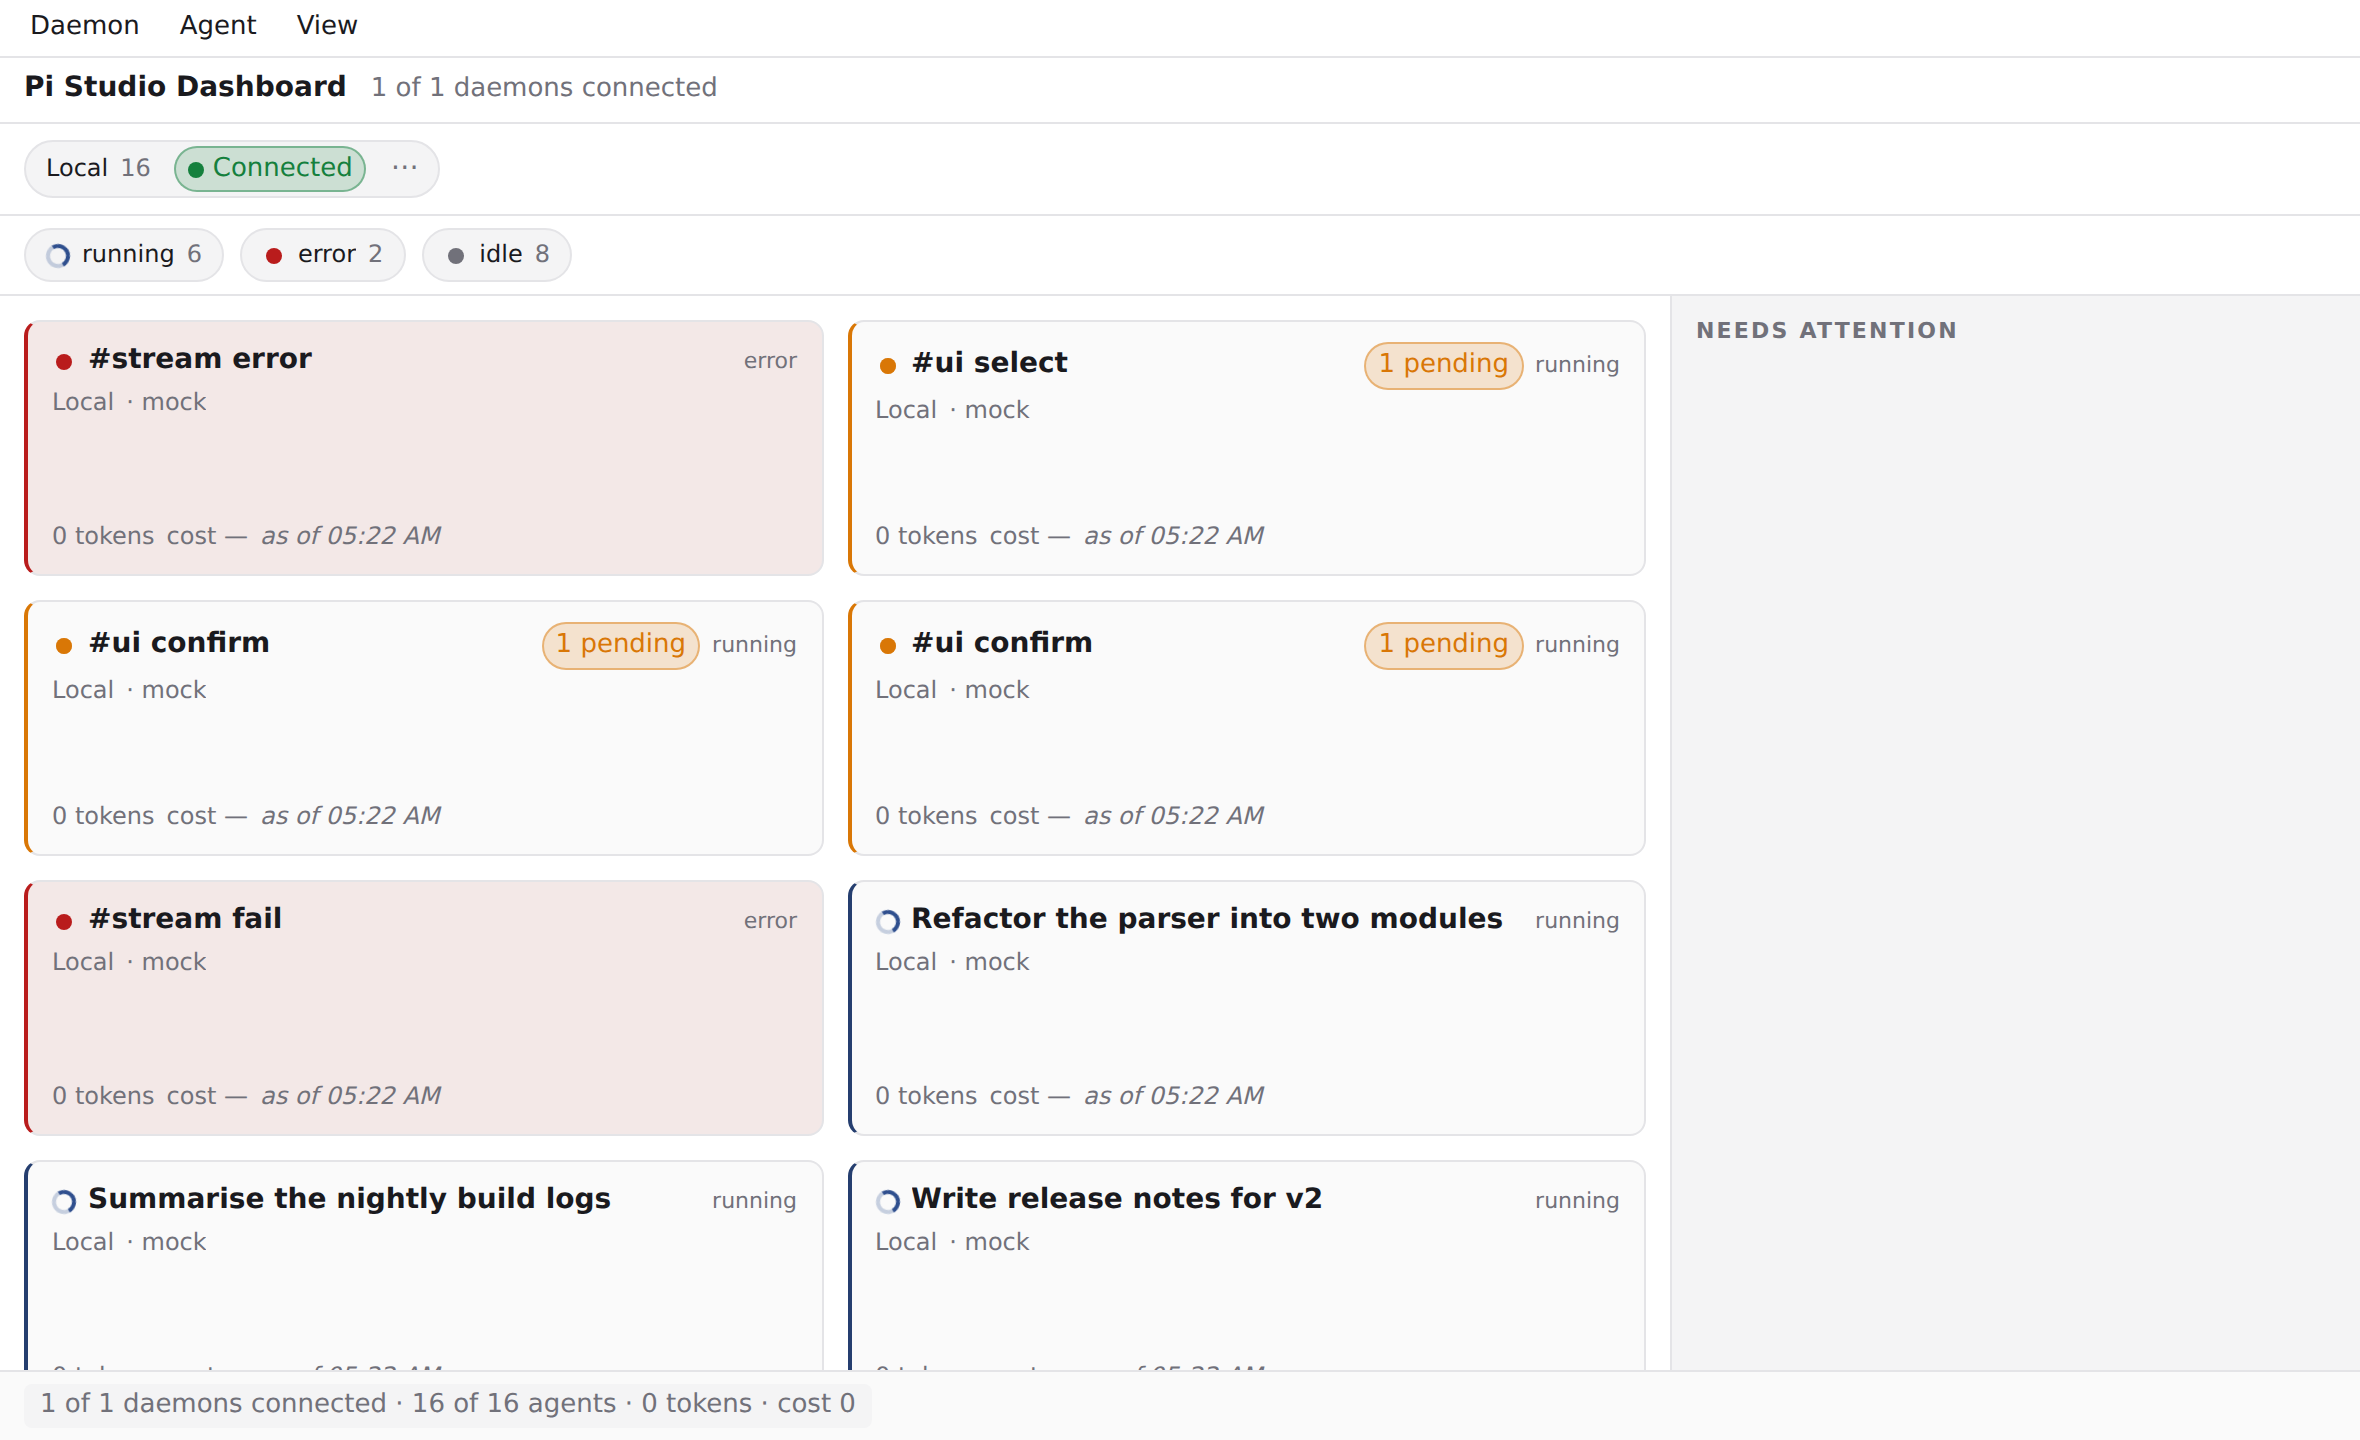 Daemon Agent View
Pi Studio Dashboard 1 of 1 daemons connected
Local 16 Connected ···
running 6 error 2 idle 8
#stream error error
Local · mock
0 tokens cost — as of 05:22 AM
#ui select 1 pending running
Local · mock
0 tokens cost — as of 05:22 AM
#ui confirm 1 pending running
Local · mock
0 tokens cost — as of 05:22 AM
#ui confirm 1 pending running
Local · mock
0 tokens cost — as of 05:22 AM
#stream fail error
Local · mock
0 tokens cost — as of 05:22 AM
Refactor the parser into two modules running
Local · mock
0 tokens cost — as of 05:22 AM
Summarise the nightly build logs running
Local · mock
Write release notes for v2 running
Local · mock
NEEDS ATTENTION
1 of 1 daemons connected · 16 of 16 agents · 0 tokens · cost 0